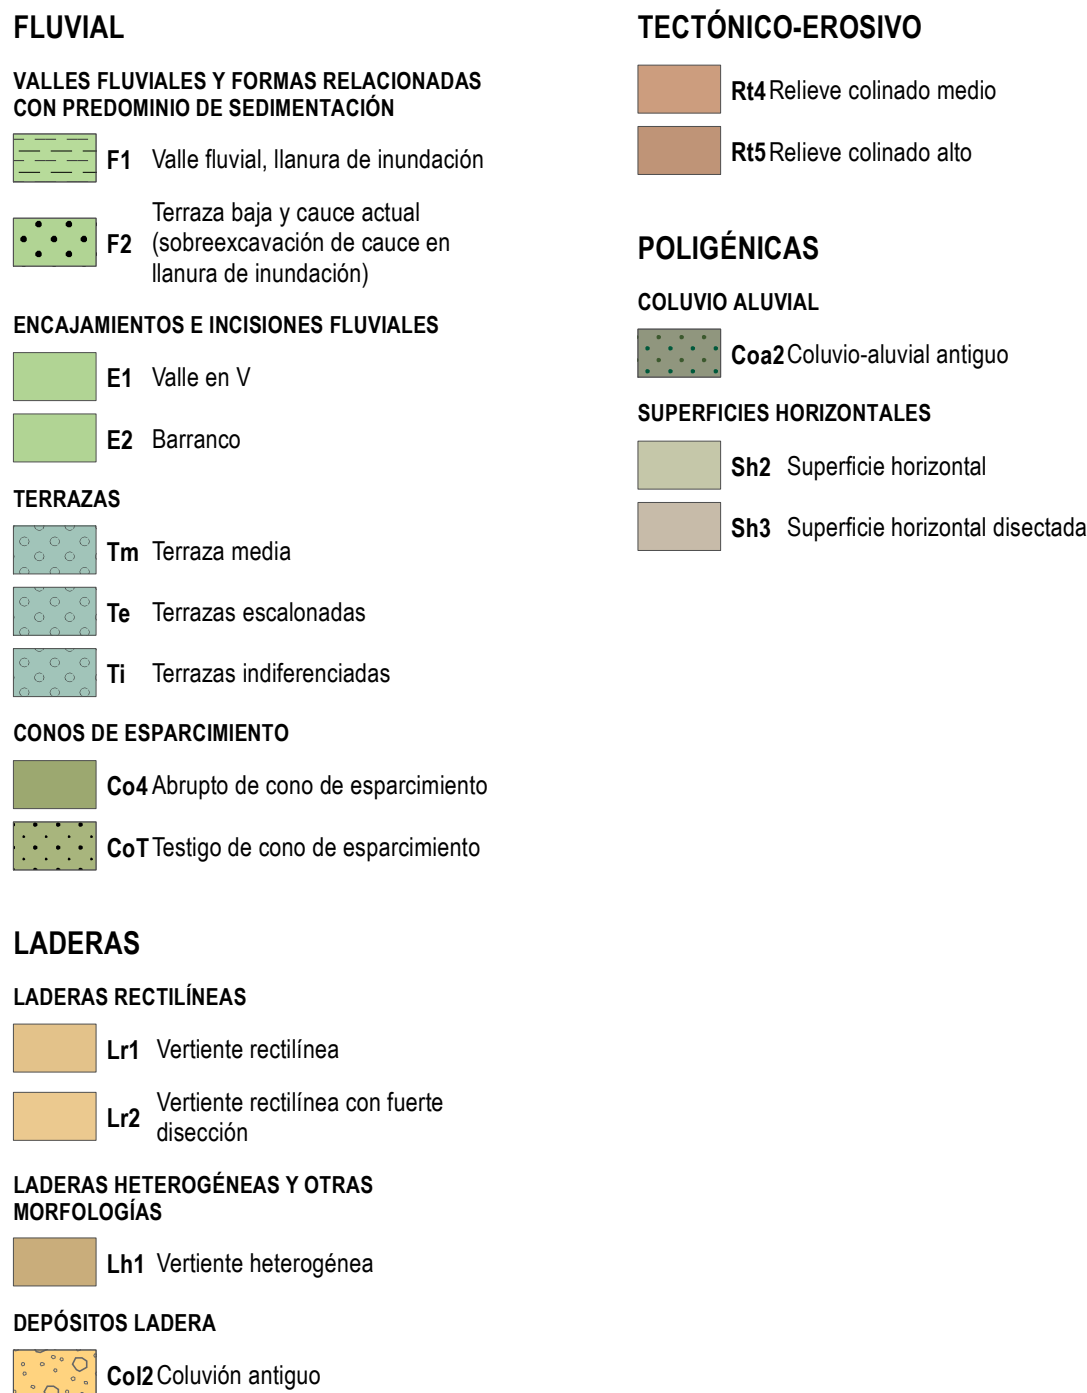 FLUVIAL
VALLES FLUVIALES Y FORMAS RELACIONADAS
CON PREDOMINIO DE SEDIMENTACIÓN
F1 Valle fluvial, llanura de inundación
F2 Terraza baja y cauce actual
(sobreexcavación de cauce en
llanura de inundación)
ENCAJAMIENTOS E INCISIONES FLUVIALES
E1 Valle en V
E2 Barranco
TERRAZAS
Tm Terraza media
Te Terrazas escalonadas
Ti Terrazas indiferenciadas
CONOS DE ESPARCIMIENTO
Co4 Abrupto de cono de esparcimiento
CoT Testigo de cono de esparcimiento
LADERAS
LADERAS RECTILÍNEAS
Lr1 Vertiente rectilínea
Lr2 Vertiente rectilínea con fuerte
disección
LADERAS HETEROGÉNEAS Y OTRAS
MORFOLOGÍAS
Lh1 Vertiente heterogénea
DEPÓSITOS LADERA
Col2 Coluvión antiguo
TECTÓNICO-EROSIVO
Rt4 Relieve colinado medio
Rt5 Relieve colinado alto
POLIGÉNICAS
COLUVIO ALUVIAL
Coa2 Coluvio-aluvial antiguo
SUPERFICIES HORIZONTALES
Sh2 Superficie horizontal
Sh3 Superficie horizontal disectada